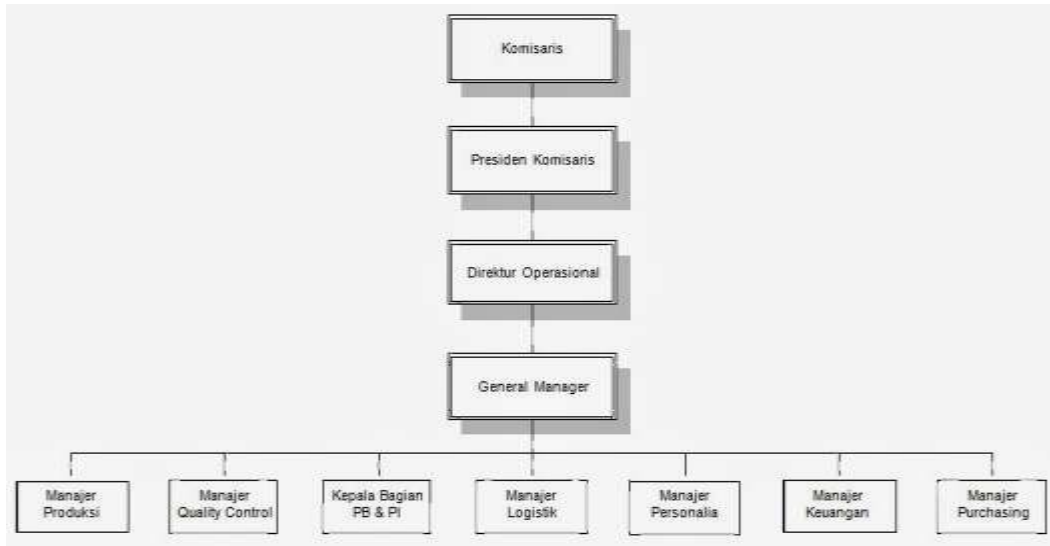 Komisaris
Presiden Komisaris
Direktur Operasional
General Manager
Manajer
Produksi
Manajer
Quality Control
Kepala Bagian
PB & PI
Manajer
Logistik
Manajer
Personalia
Manajer
Keuangan
Manajer
Purchasing